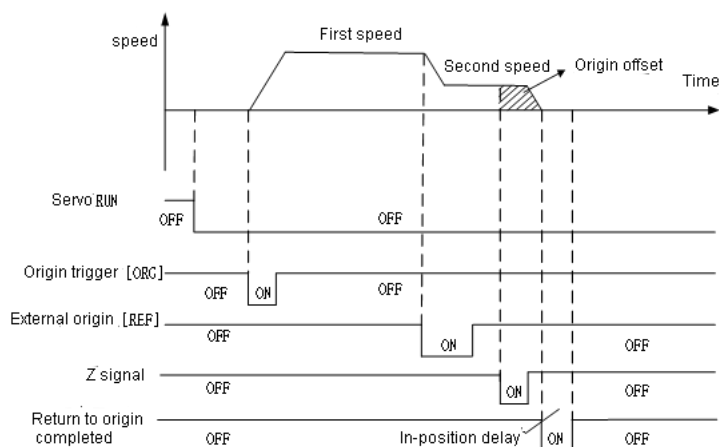 speed
First speed
Second speed
Origin offset
Time
Servo RUN
OFF
OFF
Origin trigger [ORG]
OFF
ON
OFF
External origin [REF]
OFF
ON
OFF
Z signal
OFF
ON
OFF
Return to origin
completed
OFF
In-position delay
ON
OFF